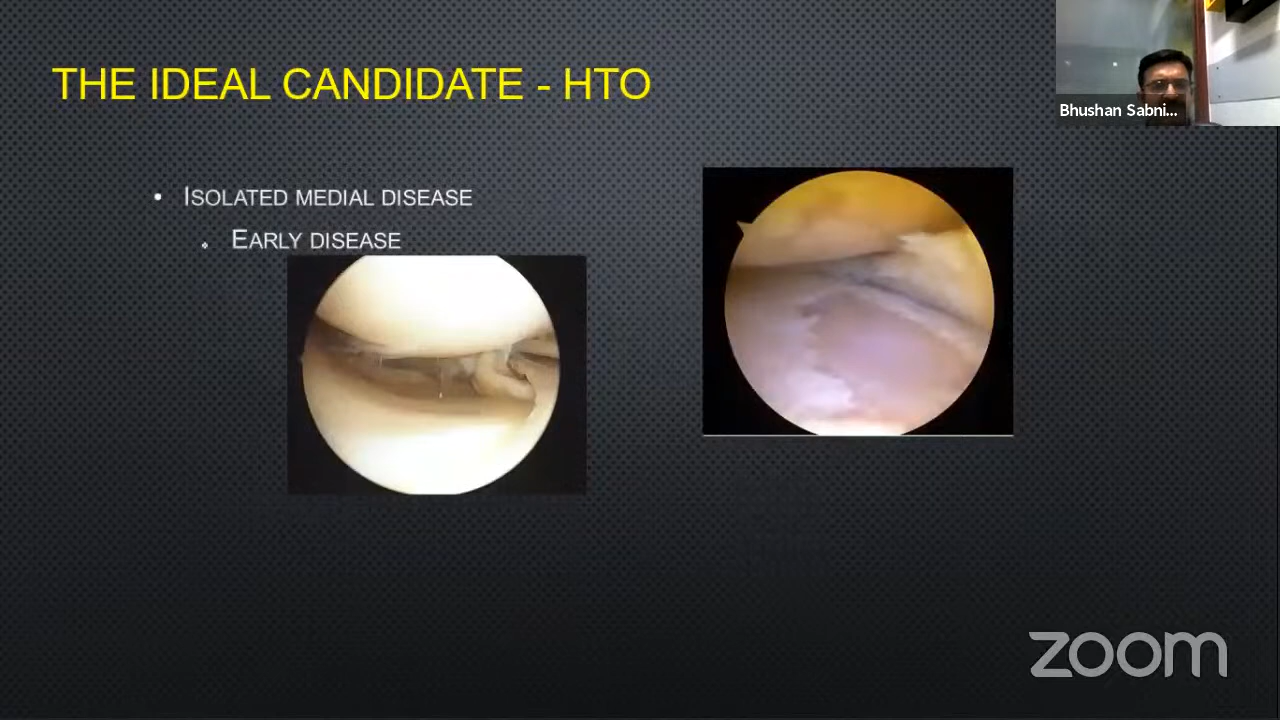 THE IDEAL CANDIDATE - HTO
Bhushan Sabni...
ISOLATED MEDIAL DISEASE
EARLY DISEASE
zoom